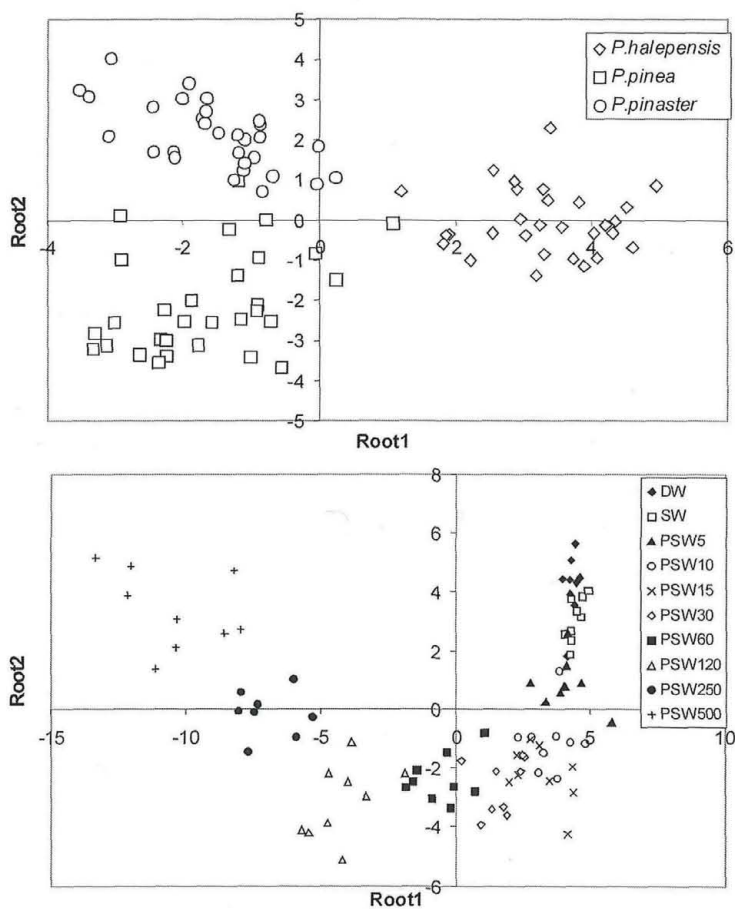 5
4
3
2
1
0
-1
-2
-3
-4
-5
-4 -2 0 2 4 6
Root2
Root1
P.halepensis
P.pinea
P.pinaster
8
6
4
2
0
-2
-4
-6
-15 -10 -5 0 5 10
Root2
Root1
DW
SW
PSW5
PSW10
PSW15
PSW30
PSW60
PSW120
PSW250
PSW500